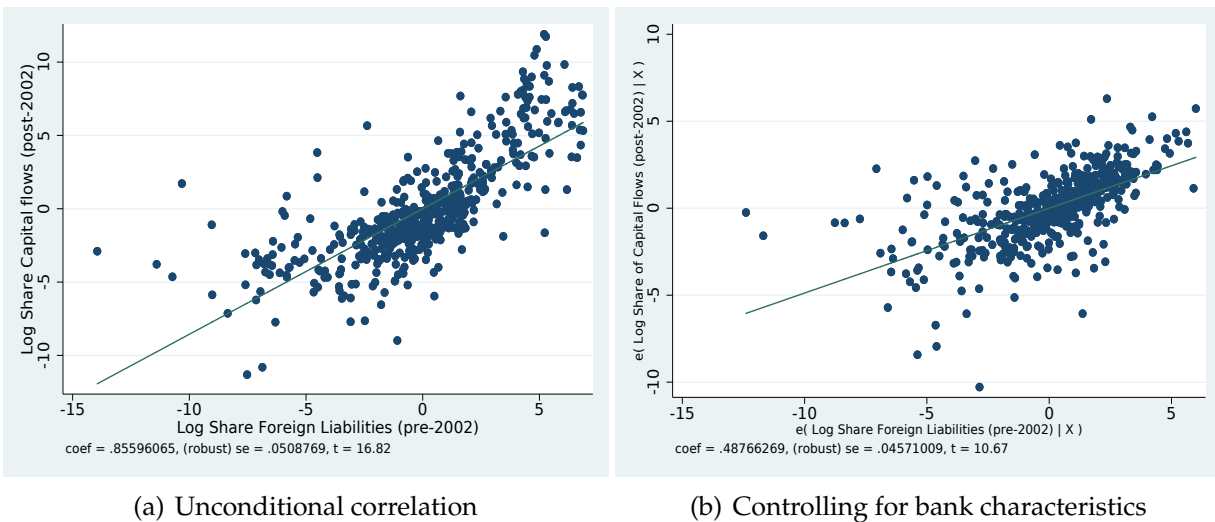 Log Share Capital flows (post-2002)
10
5
0
-5
-10
-15 -10 -5 0 5
Log Share Foreign Liabilities (pre-2002)
coef = .85596065, (robust) se = .0508769, t = 16.82
(a) Unconditional correlation
e( Log Share of Capital Flows (post-2002) | X )
10
5
0
-5
-10
-15 -10 -5 0 5
e( Log Share Foreign Liabilities (pre-2002) | X )
coef = .48766269, (robust) se = .04571009, t = 10.67
(b) Controlling for bank characteristics